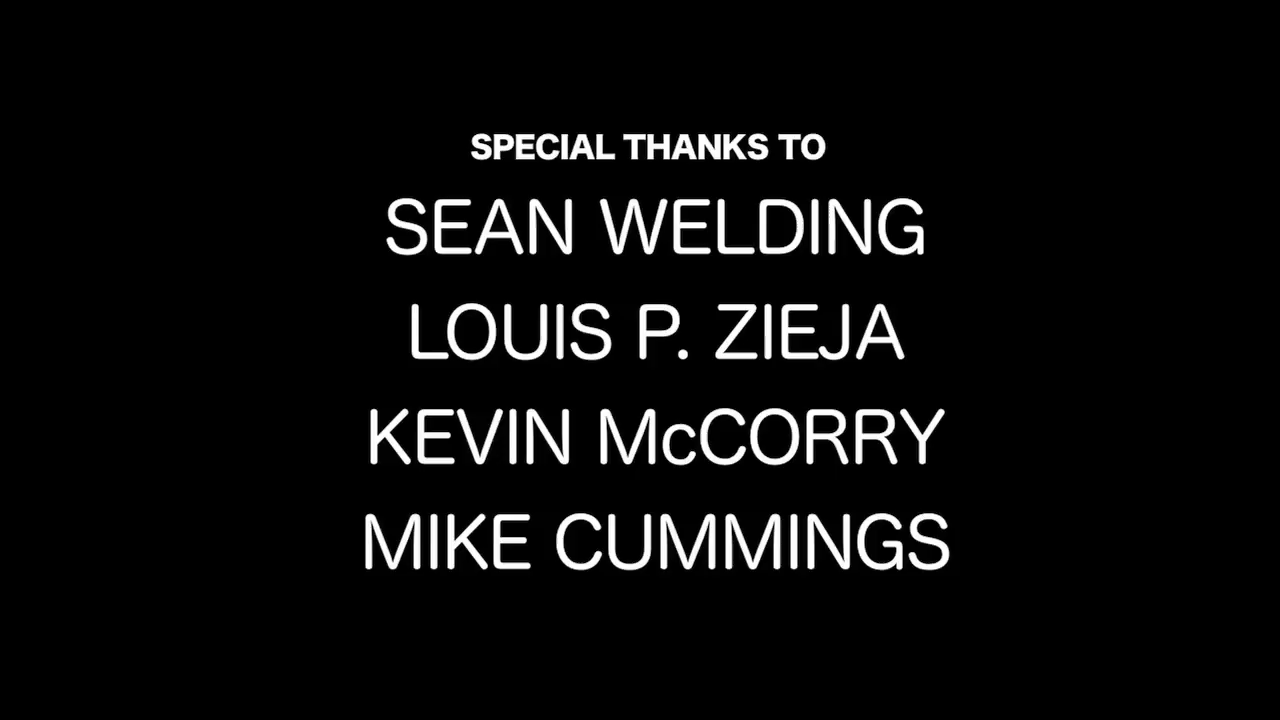 SPECIAL THANKS TO
SEAN WELDING
LOUIS P. ZIEJA
KEVIN McCORRY
MIKE CUMMINGS